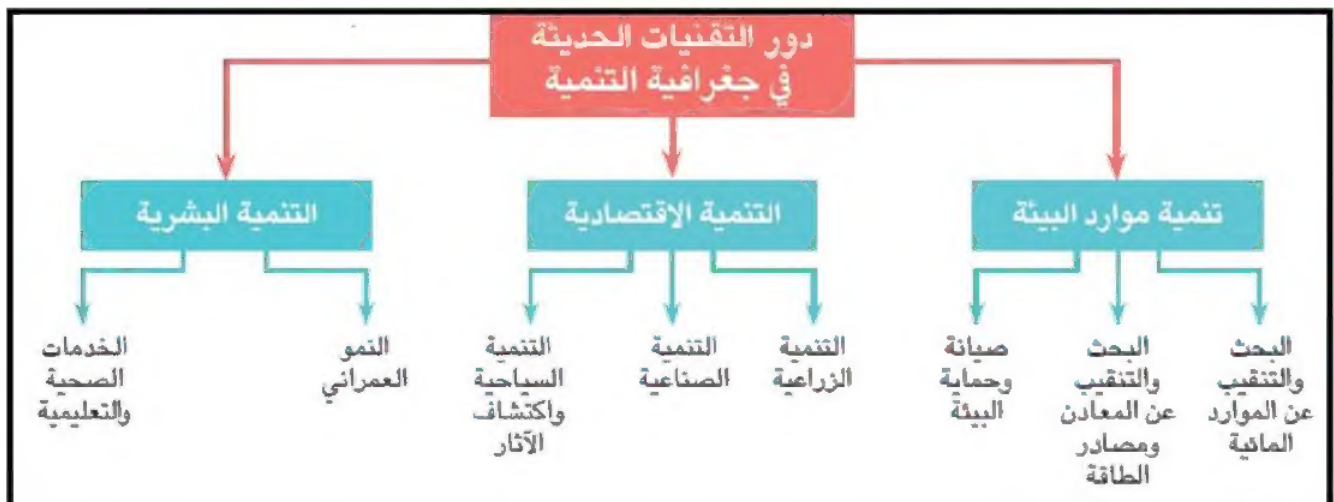 دور التقنيات الحديثة
في جغرافية التنمية
تنمية موارد البيئة
التنمية الاقتصادية
التنمية البشرية
البحث
والتنقيب
عن الموارد
المائية
البحث
والتنقيب
عن المعادن
ومصادر
الطاقة
صيانة
وحماية
البيئة
التنمية
الزراعية
التنمية
الصناعية
التنمية
السياحية
واكتشاف
الآثار
النمو
العمراني
الخدمات
الصحية
والتعليمية